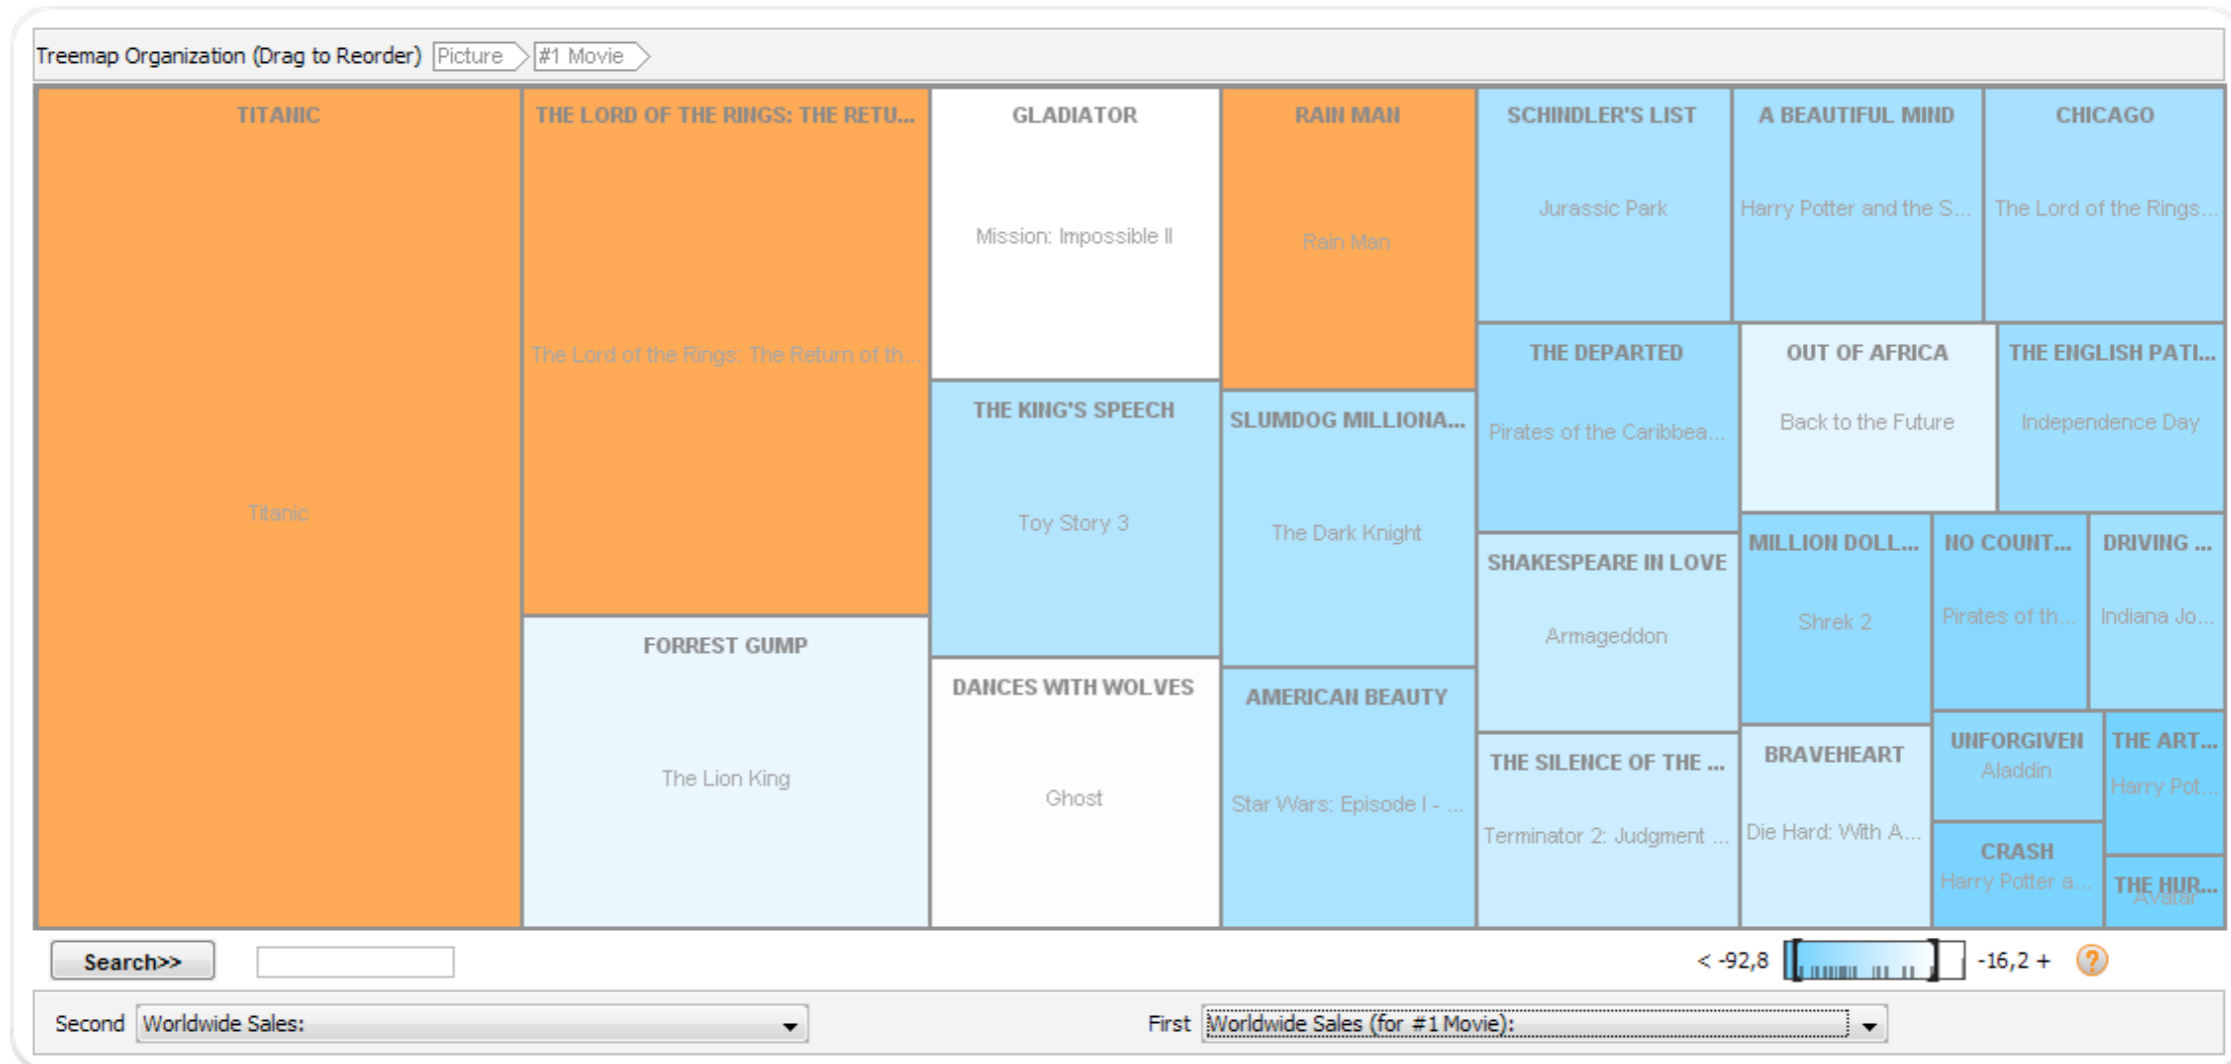 Treemap Organization (Drag to Reorder) Picture #1 Movie
TITANIC
Titanic
THE LORD OF THE RINGS: THE RETU...
The Lord of the Rings: The Return of th...
FORREST GUMP
The Lion King
GLADIATOR
Mission: Impossible II
THE KING'S SPEECH
Toy Story 3
DANCES WITH WOLVES
Ghost
RAIN MAN
Rain Man
SLUMDOG MILLIONA...
The Dark Knight
AMERICAN BEAUTY
Star Wars: Episode I - ...
SCHINDLER'S LIST
Jurassic Park
A BEAUTIFUL MIND
Harry Potter and the S...
CHICAGO
The Lord of the Rings...
THE DEPARTED
Pirates of the Caribbea...
OUT OF AFRICA
Back to the Future
THE ENGLISH PATI...
Independence Day
SHAKESPEARE IN LOVE
Armageddon
THE SILENCE OF THE ...
Terminator 2: Judgment ...
MILLION DOLL...
Shrek 2
NO COUNT...
Pirates of th...
DRIVING ...
Indiana Jo...
BRAVEHEART
Die Hard: With A...
UNFORGIVEN
Aladdin
THE ART...
Harry Pot...
CRASH
Harry Potter a...
THE HUR...
Avatar
Search>>
< -92,8 -16,2 + ?
Second Worldwide Sales: First Worldwide Sales (for #1 Movie):